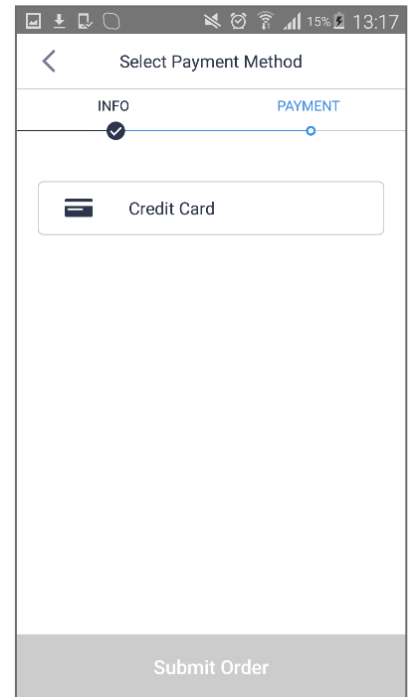 15% 13:17
Select Payment Method
INFO PAYMENT
Credit Card
Submit Order